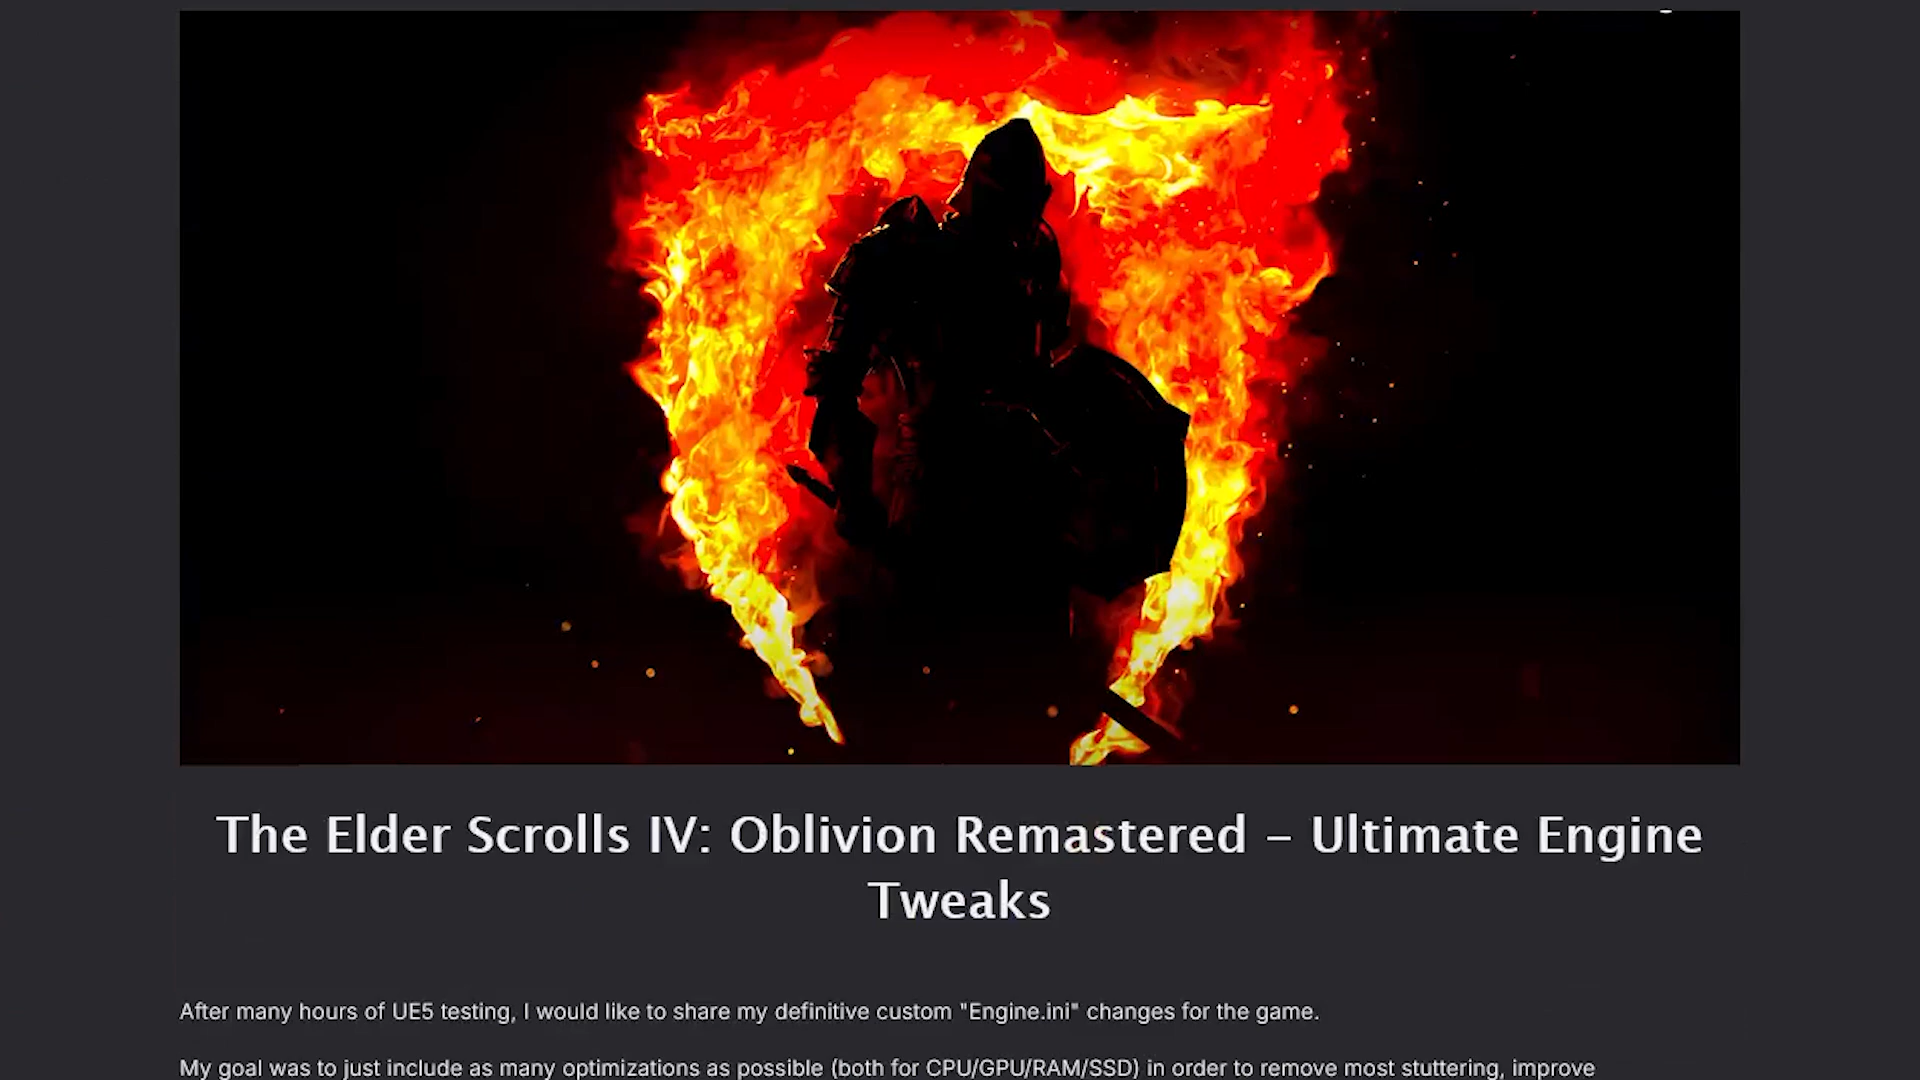 The Elder Scrolls IV: Oblivion Remastered – Ultimate Engine
Tweaks
After many hours of UE5 testing, I would like to share my definitive custom "Engine.ini" changes for the game.
My goal was to just include as many optimizations as possible (both for CPU/GPU/RAM/SSD) in order to remove most stuttering, improve